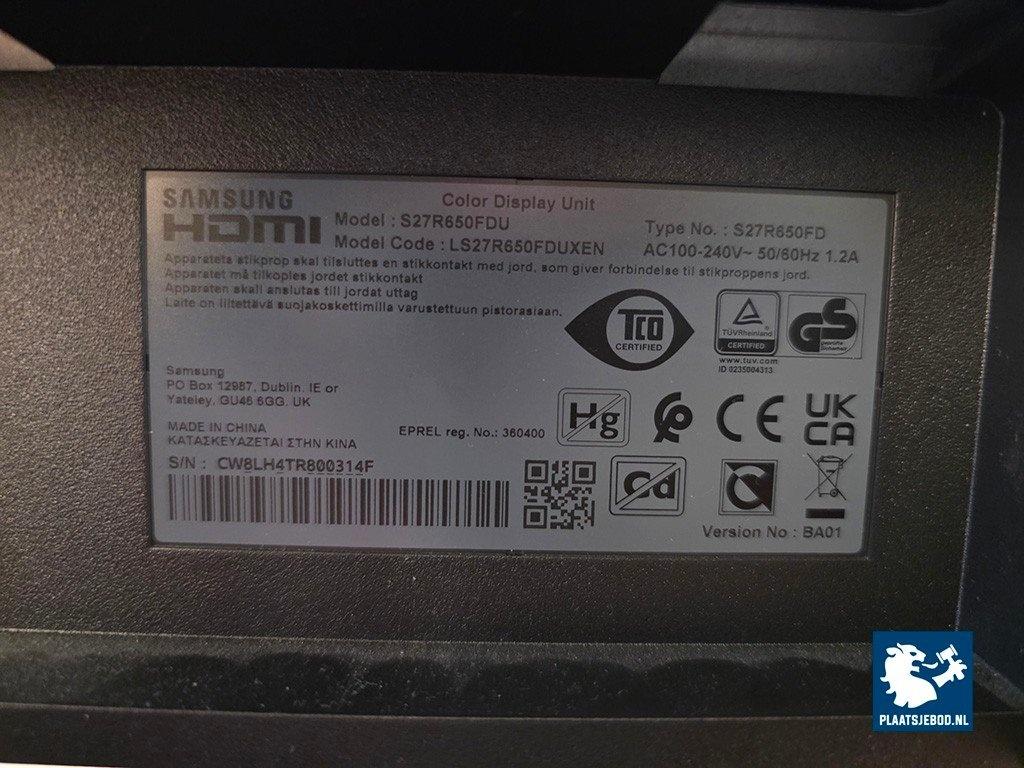 SAMSUNG
HDMI
Color Display Unit
Model : S27R650FDU
Type No. : S27R650FD
Model Code : LS27R650FDUXEN
AC100-240V~ 50/60Hz 1.2A
Apparatets stikprop skal tilsluttes en stikkontakt med jord, som giver forbindelse til stikproppens jord.
Apparatet må tilkoples jordet stikkontakt
Apparaten skall anslutas till jordat uttag
Laite on liitettävä suojakoskettimilla varustettuun pistorasiaan.
TCO
CERTIFIED
TÜVRheinland
CERTIFIED
www.tuv.com
ID 0235004313
GS
geprüfte
Sicherheit
Samsung
PO Box 12987, Dublin. IE or
Yateley, GU46 6GG. UK
Hg
CE
UK
CA
MADE IN CHINA
ΚΑΤΑΣΚΕΥΑΖΕΤΑΙ ΣΤΗΝ ΚΙΝΑ
EPREL reg. No.: 360400
S/N : CW8LH4TR800314F
Cd
Version No : BA01
PLAATSJEBOD.NL